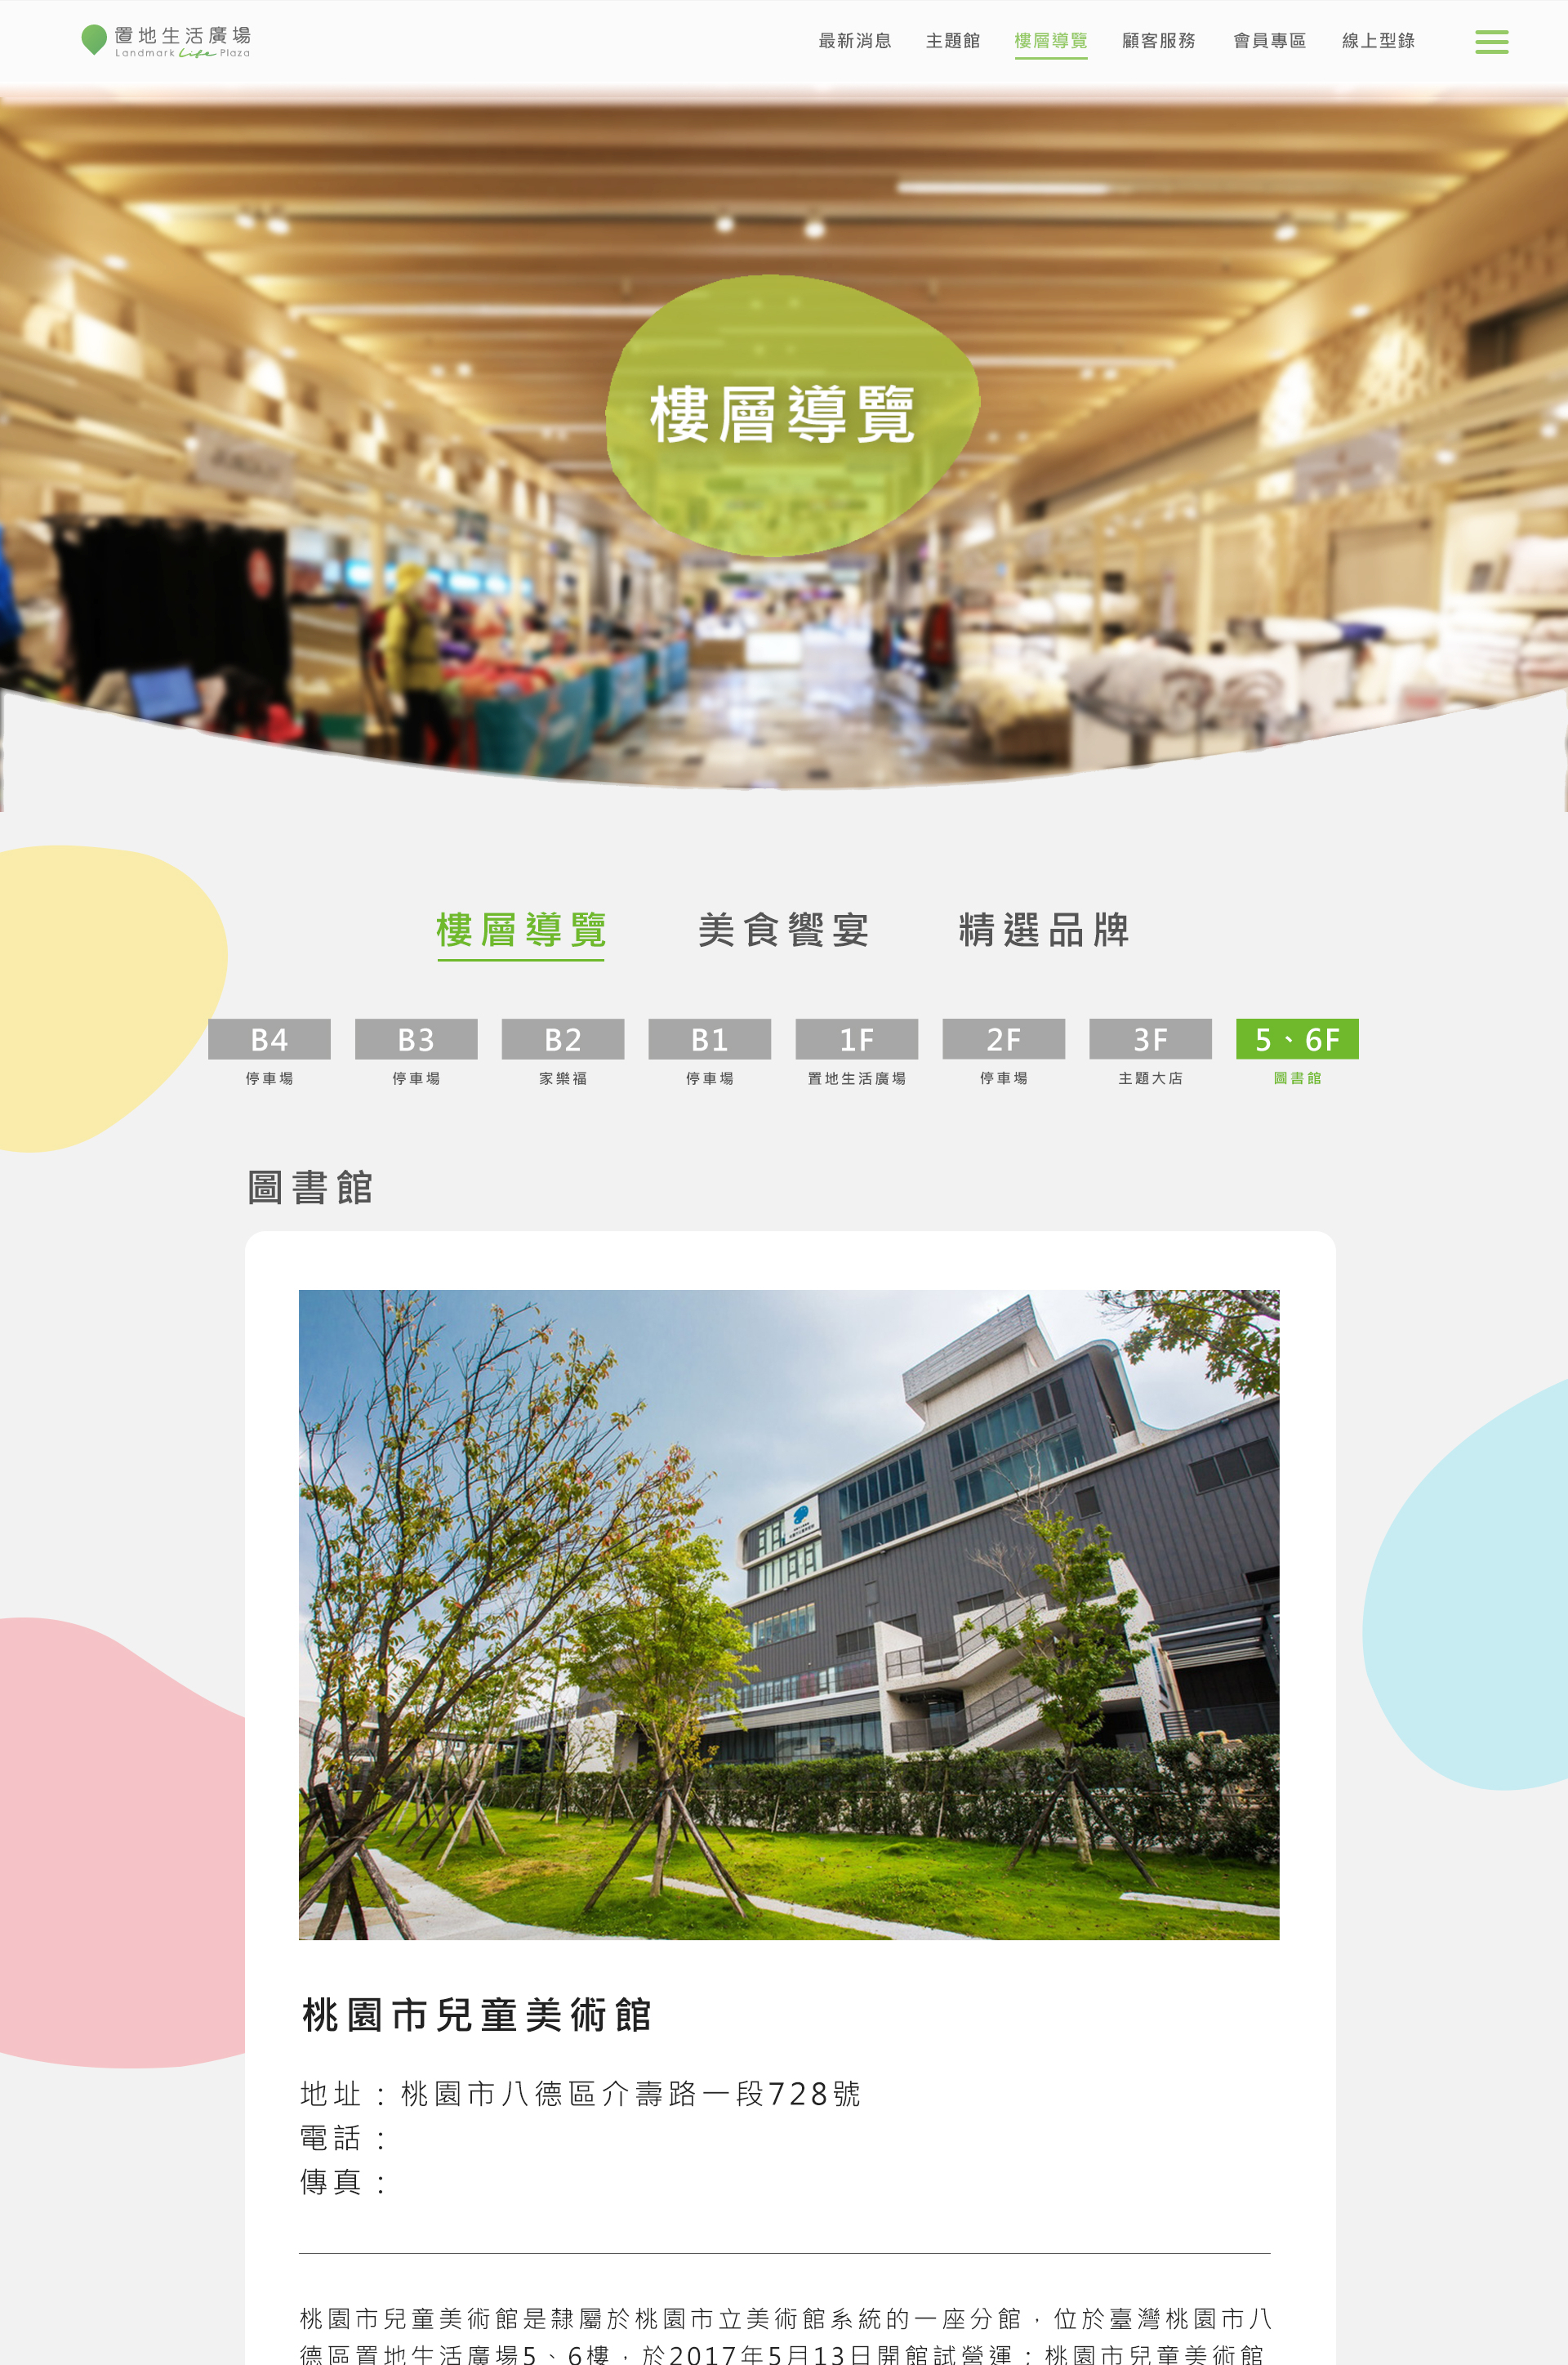 置地生活廣場
Landmark Life Plaza
最新消息 主題館 樓層導覽 顧客服務 會員專區 線上型錄
樓層導覽
樓層導覽 美食饗宴 精選品牌
B4 B3 B2 B1 1F 2F 3F 5、6F
停車場 停車場 家樂福 停車場 置地生活廣場 停車場 主題大店 圖書館
圖書館
桃園市兒童美術館
地址：桃園市八德區介壽路一段728號
電話：
傳真：
桃園市兒童美術館是隸屬於桃園市立美術館系統的一座分館，位於臺灣桃園市八
德區置地生活廣場5、6樓，於2017年5月13日開館試營運；桃園市兒童美術館